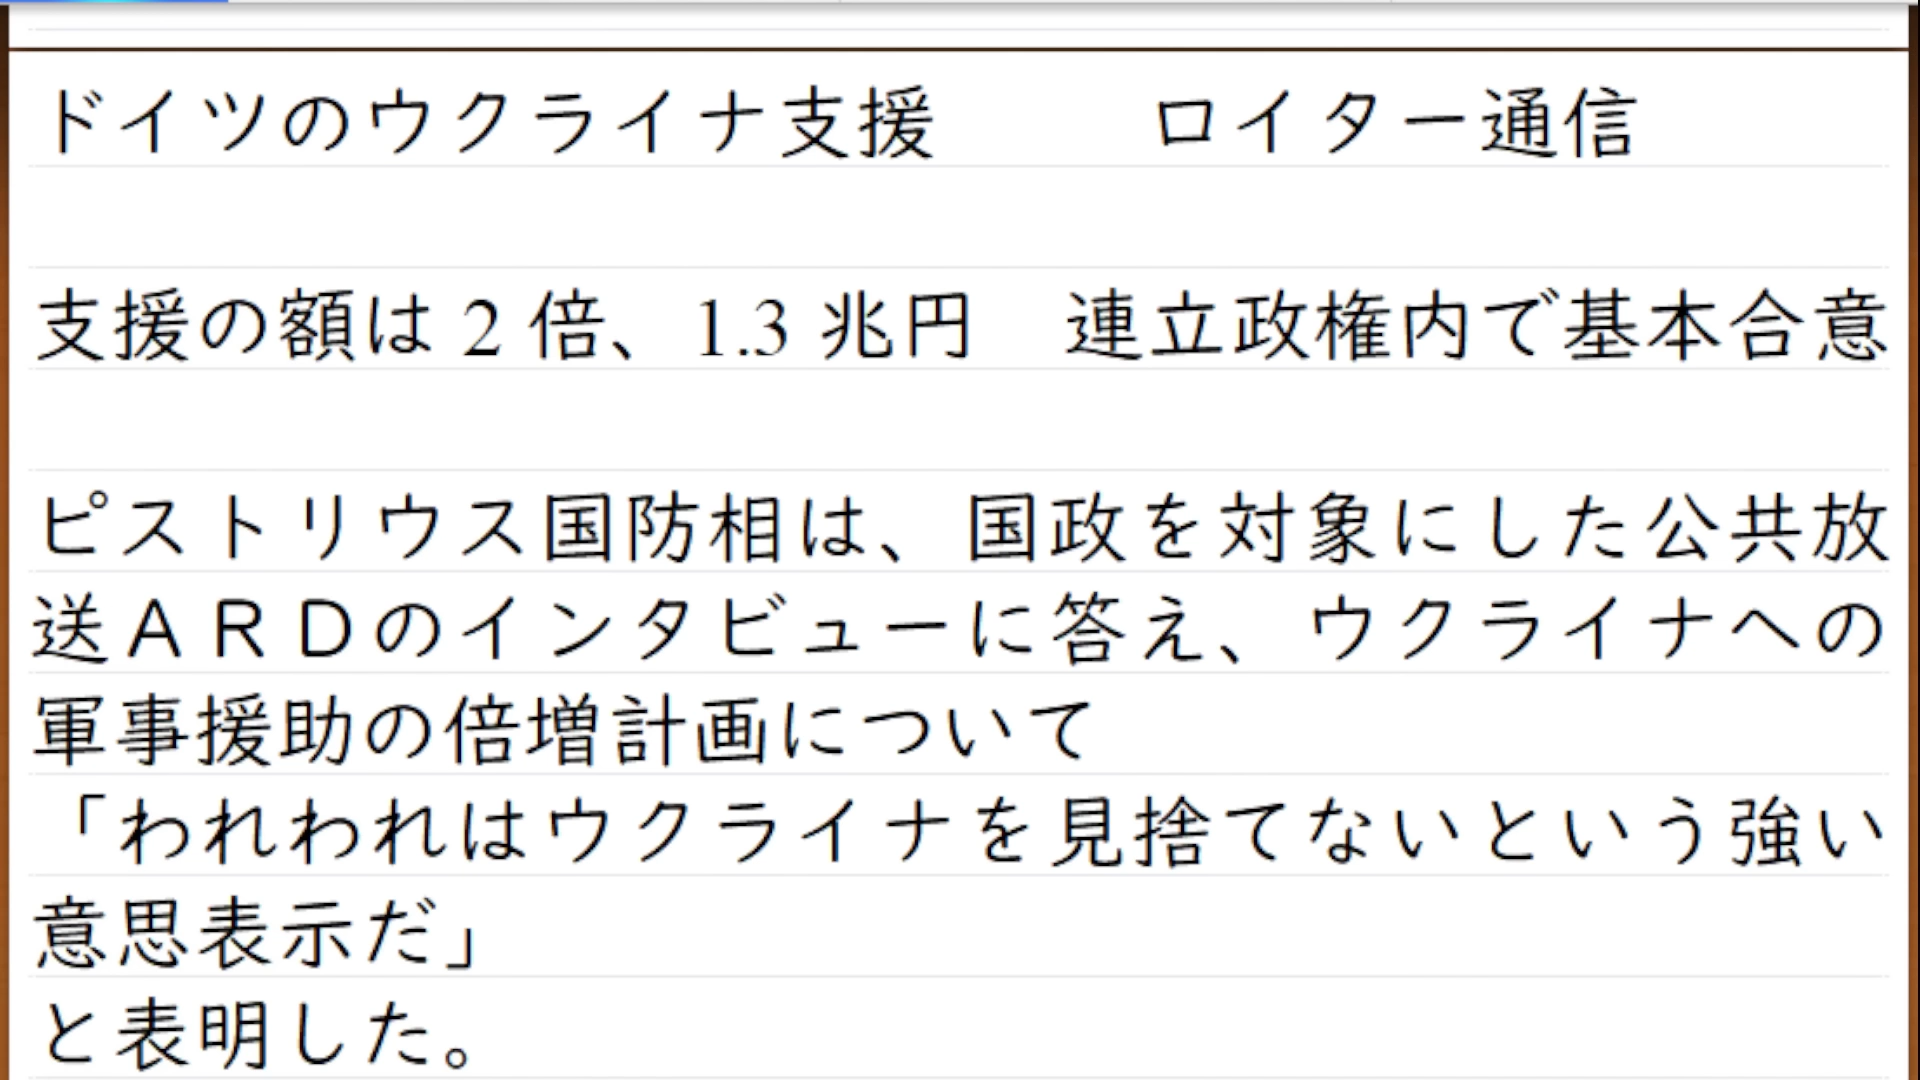 ドイツのウクライナ支援　　ロイター通信
支援の額は 2 倍、1.3 兆円　連立政権内で基本合意
ピストリウス国防相は、国政を対象にした公共放
送ＡＲＤのインタビューに答え、ウクライナへの
軍事援助の倍増計画について
「われわれはウクライナを見捨てないという強い
意思表示だ」
と表明した。